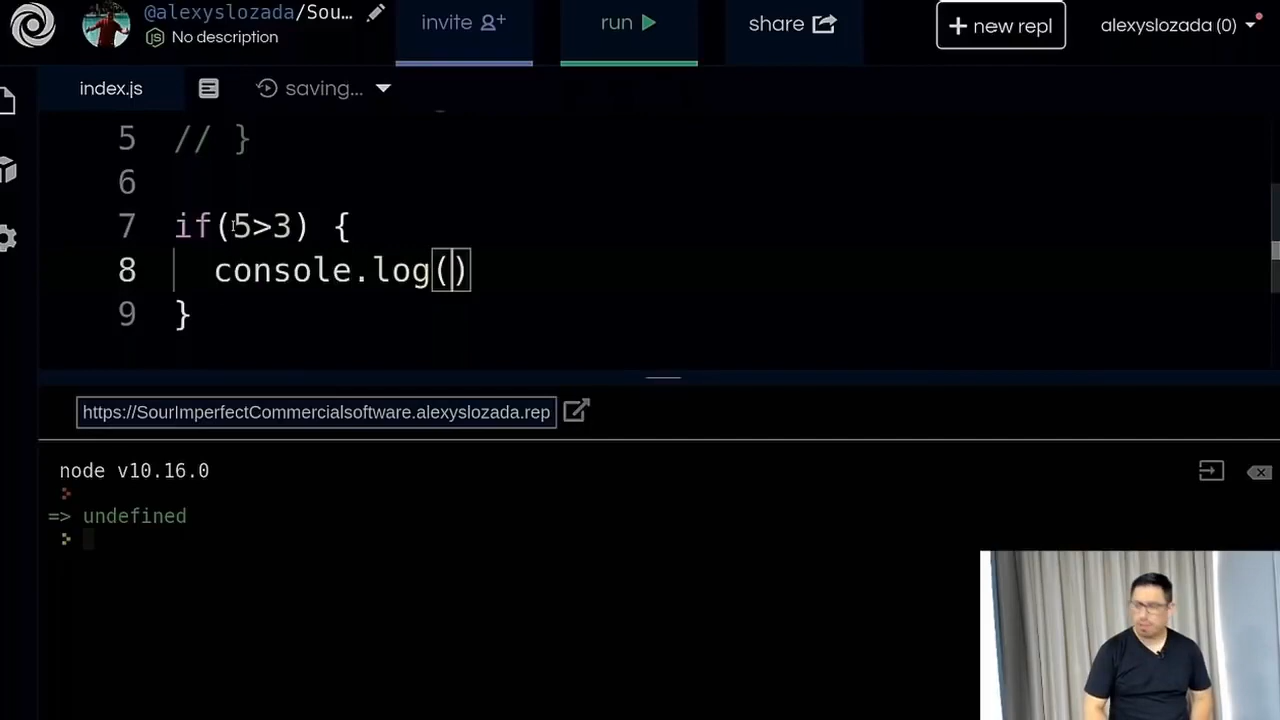 @alexyslozada/Sour...
No description
invite
run
share
+ new repl
alexyslozada (0)
index.js
saving...
5 // }
6
7 if(5>3) {
8 console.log()
9 }
https://SourImperfectCommercialsoftware.alexyslozada.rep
node v10.16.0
=> undefined